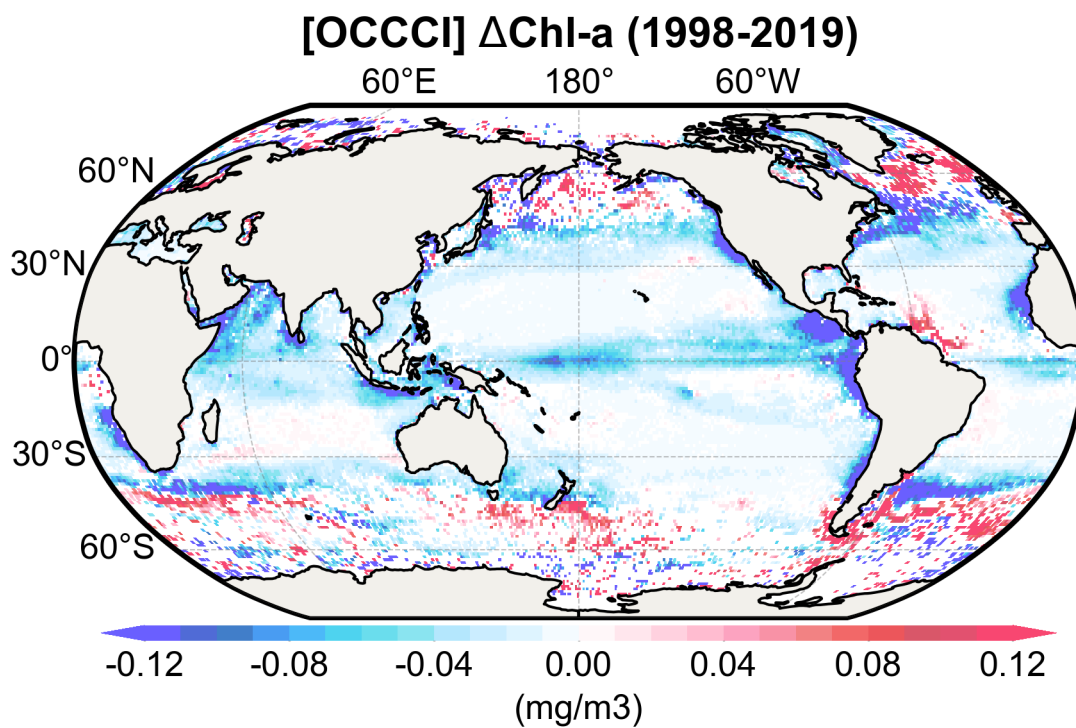 [OCCCI] ΔChl-a (1998-2019)
60°E 180° 60°W
60°N
30°N
0°
30°S
60°S
-0.12 -0.08 -0.04 0.00 0.04 0.08 0.12
(mg/m3)